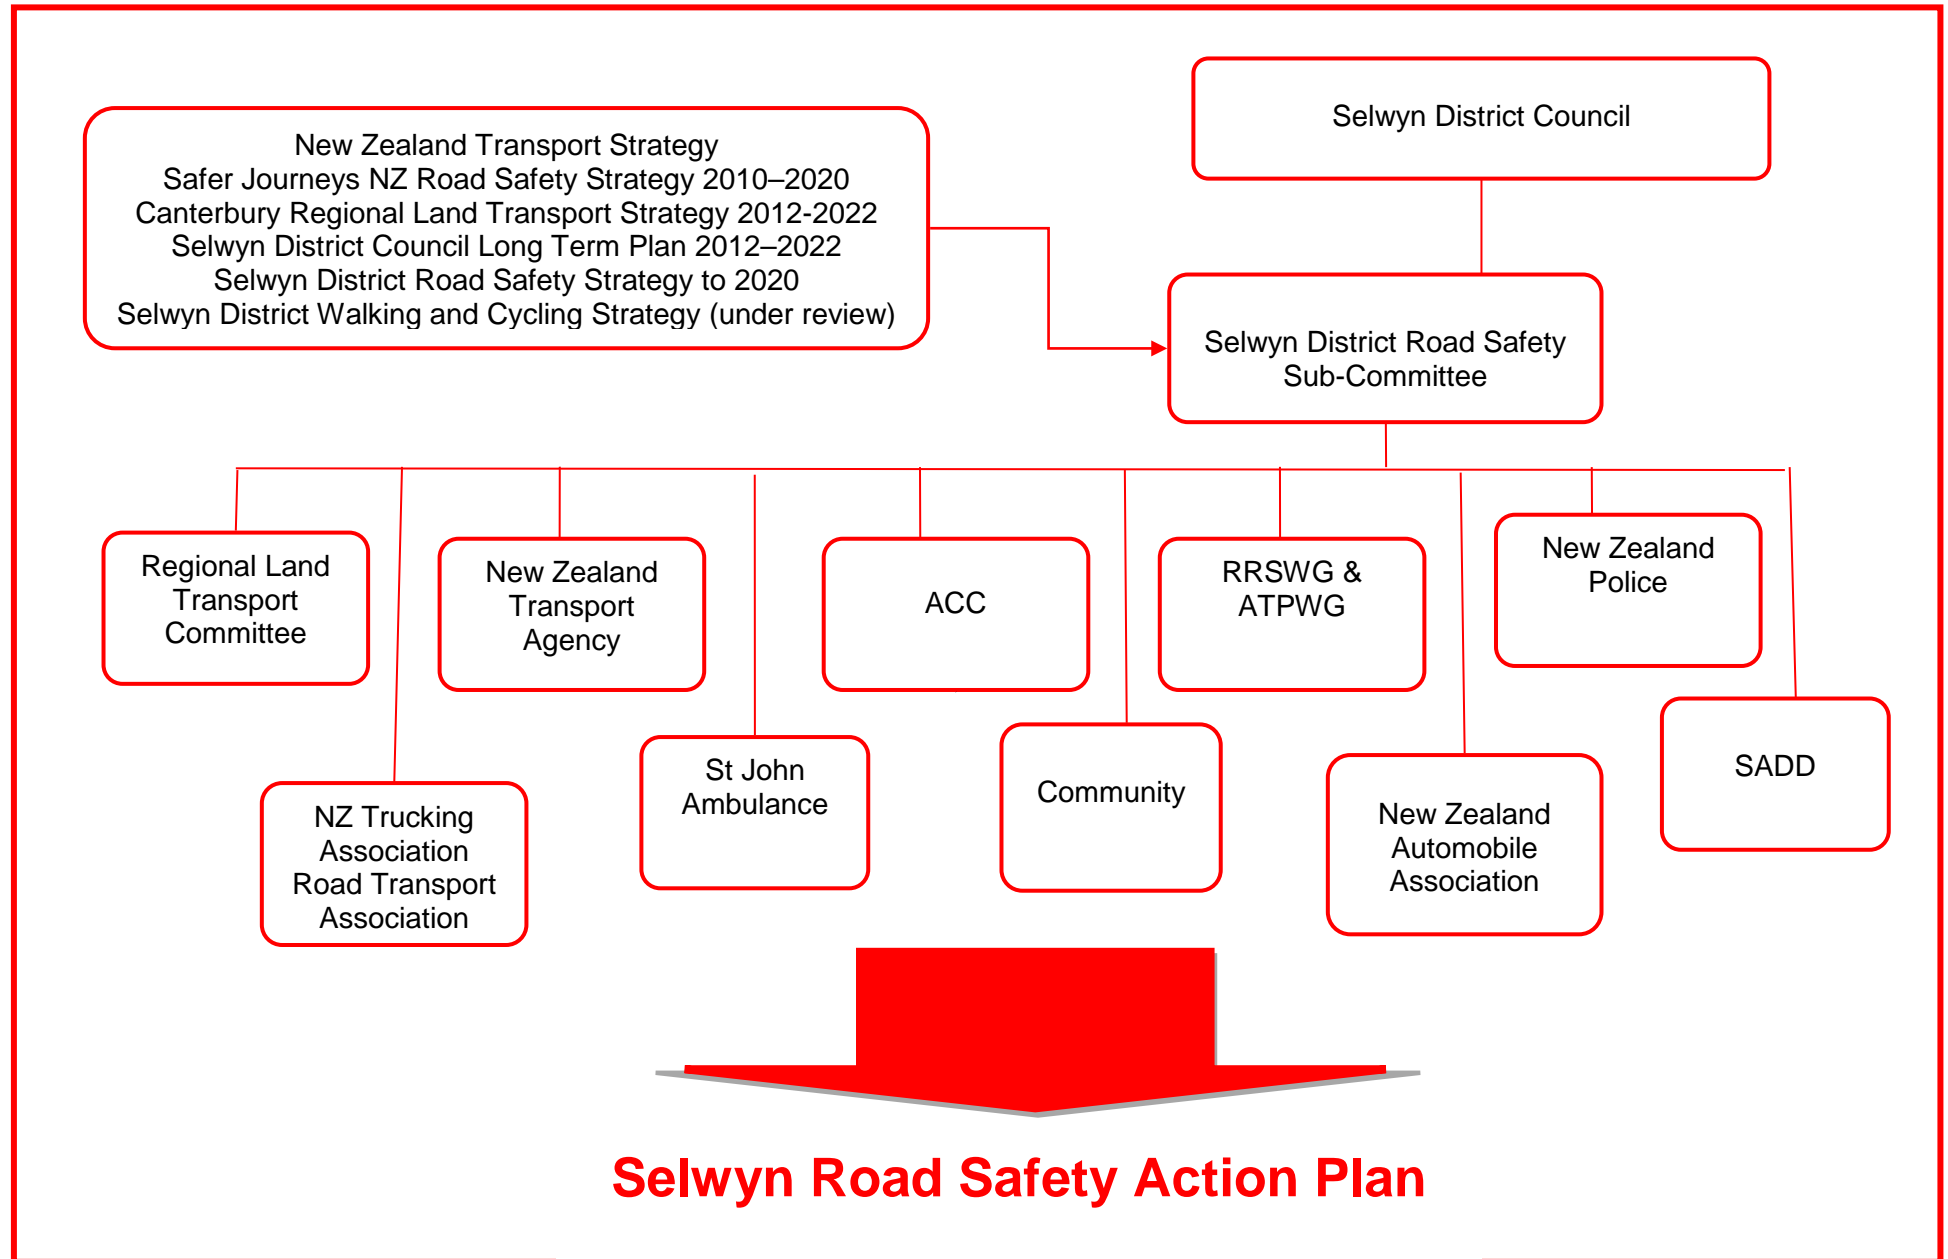 Selwyn District Council
New Zealand Transport Strategy
Safer Journeys NZ Road Safety Strategy 2010–2020
Canterbury Regional Land Transport Strategy 2012-2022
Selwyn District Council Long Term Plan 2012–2022
Selwyn District Road Safety Strategy to 2020
Selwyn District Walking and Cycling Strategy (under review)
Selwyn District Road Safety
Sub-Committee
Regional Land
Transport
Committee
New Zealand
Transport
Agency
ACC
RRSWG &
ATPWG
New Zealand
Police
NZ Trucking
Association
Road Transport
Association
St John
Ambulance
Community
New Zealand
Automobile
Association
SADD
Selwyn Road Safety Action Plan